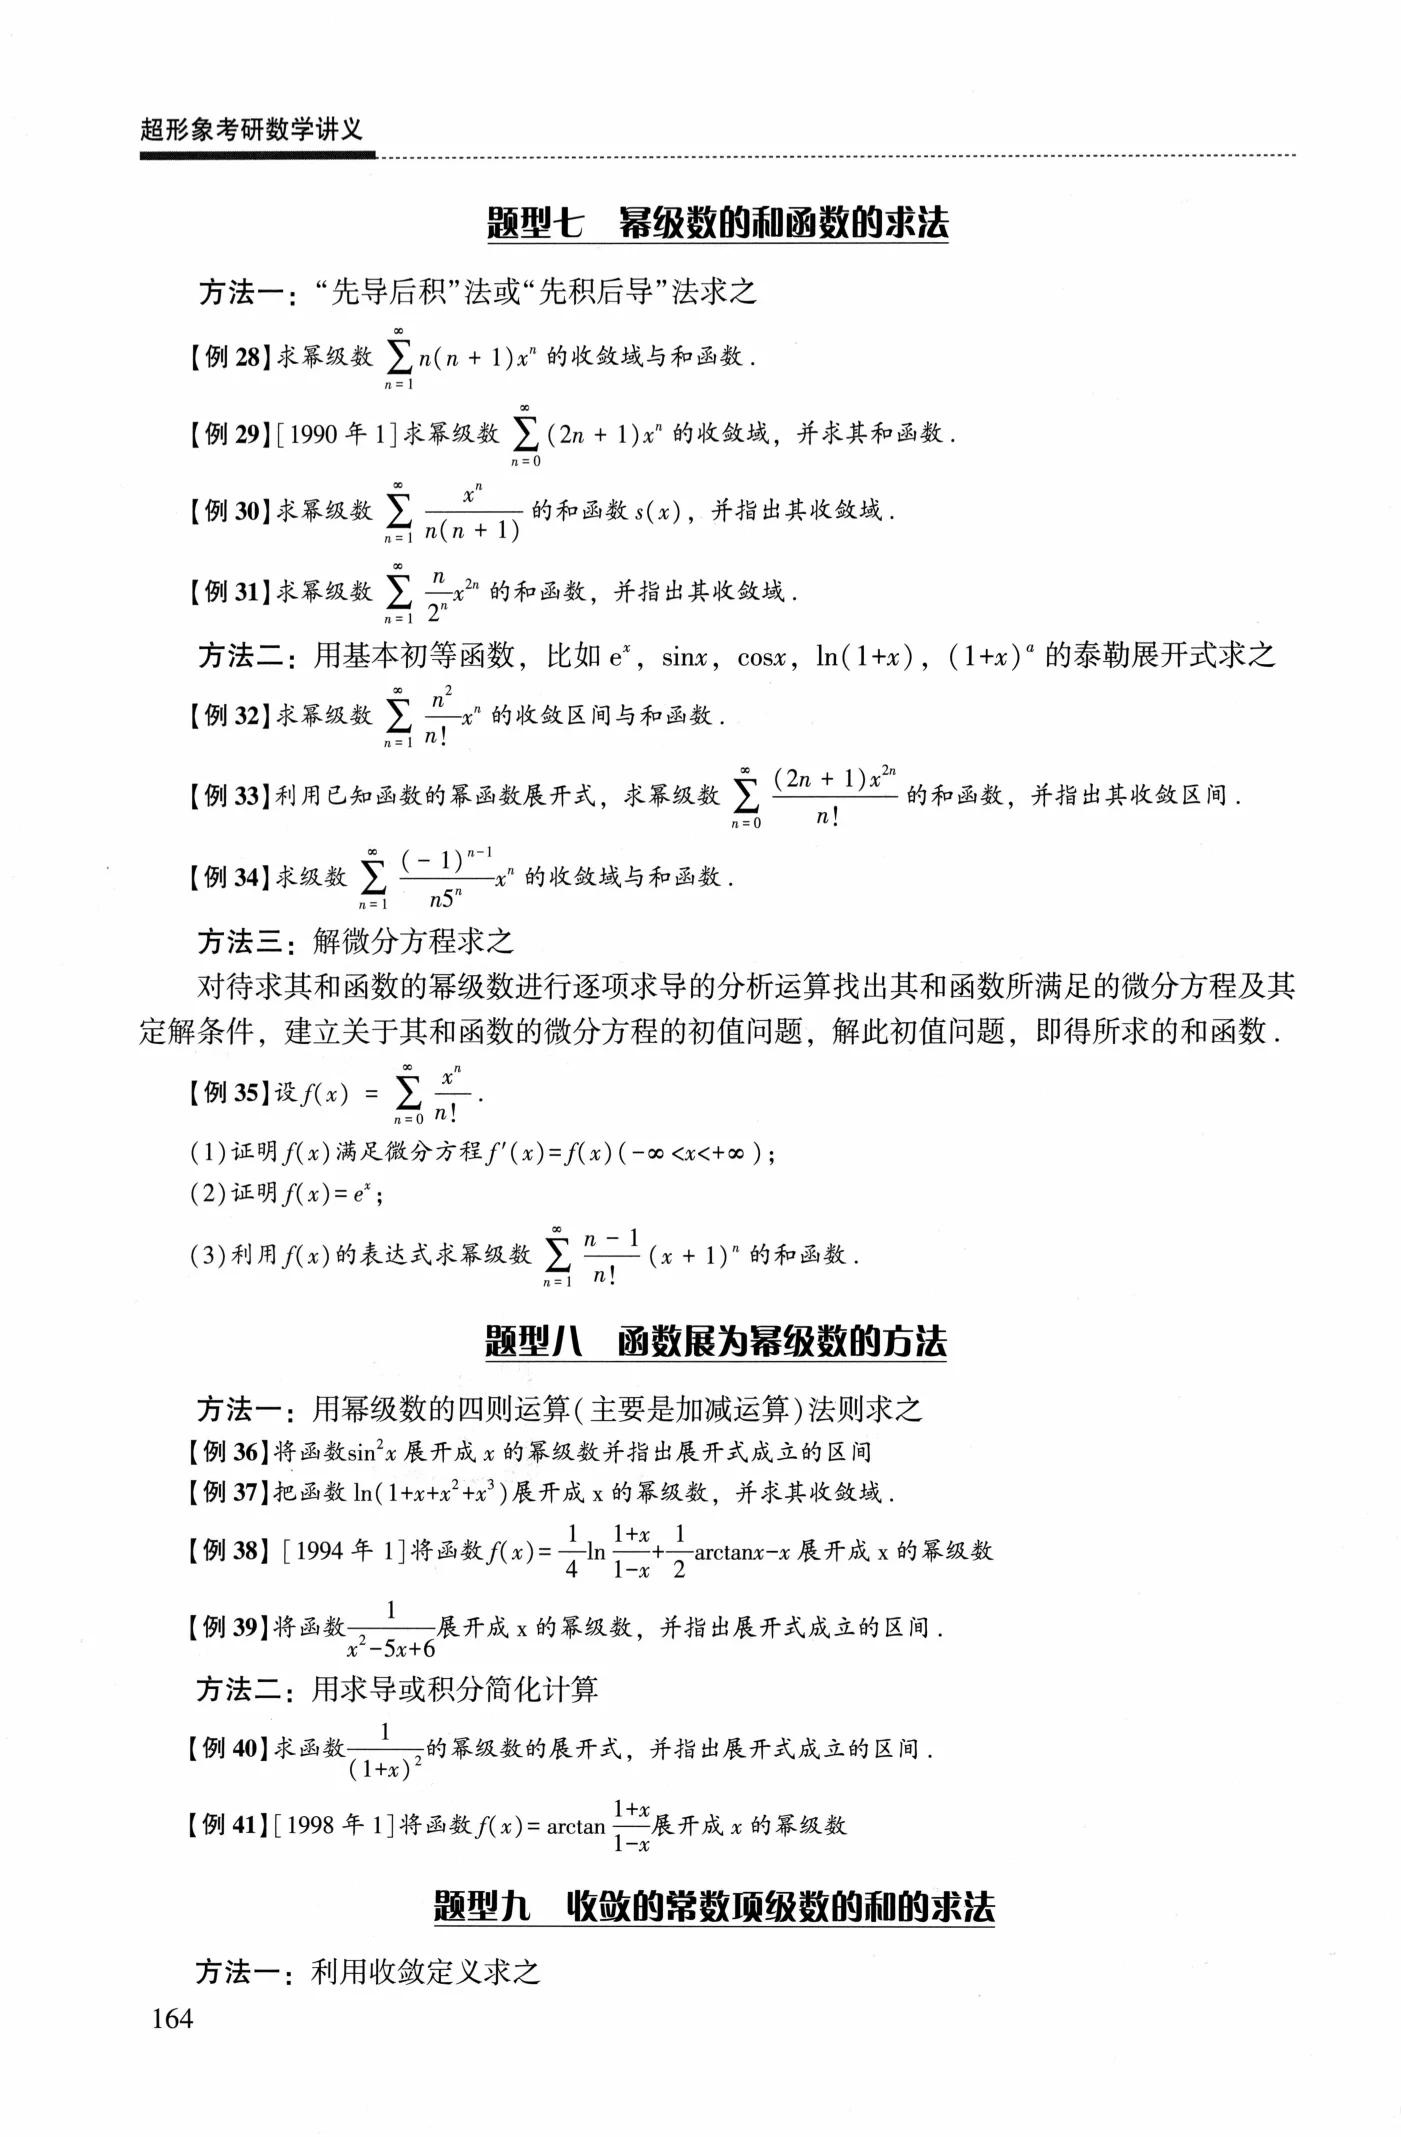 超形象考研数学讲义
题型七 幂级数的和函数的求法
方法一：“先导后积”法或“先积后导”法求之
【例 28】求幂级数 $\sum_{n=1}^{\infty} n(n+1)x^n$ 的收敛域与和函数．
【例 29】[1990 年 1]求幂级数 $\sum_{n=0}^{\infty} (2n+1)x^n$ 的收敛域，并求其和函数．
【例 30】求幂级数 $\sum_{n=1}^{\infty} \frac{x^n}{n(n+1)}$ 的和函数 s(x)，并指出其收敛域．
【例 31】求幂级数 $\sum_{n=1}^{\infty} \frac{n}{2^n}x^{2n}$ 的和函数，并指出其收敛域．
方法二：用基本初等函数，比如 $e^x$，sinx，cosx，ln(1+x)，$(1+x)^a$ 的泰勒展开式求之
【例 32】求幂级数 $\sum_{n=1}^{\infty} \frac{n^2}{n!}x^n$ 的收敛区间与和函数．
【例 33】利用已知函数的幂函数展开式，求幂级数 $\sum_{n=0}^{\infty} \frac{(2n+1)x^{2n}}{n!}$ 的和函数，并指出其收敛区间．
【例 34】求级数 $\sum_{n=1}^{\infty} \frac{(-1)^{n-1}}{n5^n}x^n$ 的收敛域与和函数．
方法三：解微分方程求之
对待求其和函数的幂级数进行逐项求导的分析运算找出其和函数所满足的微分方程及其
定解条件，建立关于其和函数的微分方程的初值问题，解此初值问题，即得所求的和函数．
【例 35】设 $f(x) = \sum_{n=0}^{\infty} \frac{x^n}{n!}$．
(1)证明 f(x)满足微分方程 f′(x)=f(x)(−∞<x<+∞)；
(2)证明 $f(x)=e^x$；
(3)利用 f(x)的表达式求幂级数 $\sum_{n=1}^{\infty} \frac{n-1}{n!}(x+1)^n$ 的和函数．
题型八 函数展为幂级数的方法
方法一：用幂级数的四则运算(主要是加减运算)法则求之
【例 36】将函数 $\sin^2 x$ 展开成 x 的幂级数并指出展开式成立的区间
【例 37】把函数 $\ln(1+x+x^2+x^3)$展开成 x 的幂级数，并求其收敛域．
【例 38】[1994 年 1]将函数 $f(x)=\frac{1}{4}\ln\frac{1+x}{1-x}+\frac{1}{2}\arctan x-x$ 展开成 x 的幂级数
【例 39】将函数 $\frac{1}{x^2-5x+6}$ 展开成 x 的幂级数，并指出展开式成立的区间．
方法二：用求导或积分简化计算
【例 40】求函数 $\frac{1}{(1+x)^2}$ 的幂级数的展开式，并指出展开式成立的区间．
【例 41】[1998 年 1]将函数 $f(x)=\arctan\frac{1+x}{1-x}$ 展开成 x 的幂级数
题型九 收敛的常数项级数的和的求法
方法一：利用收敛定义求之
164